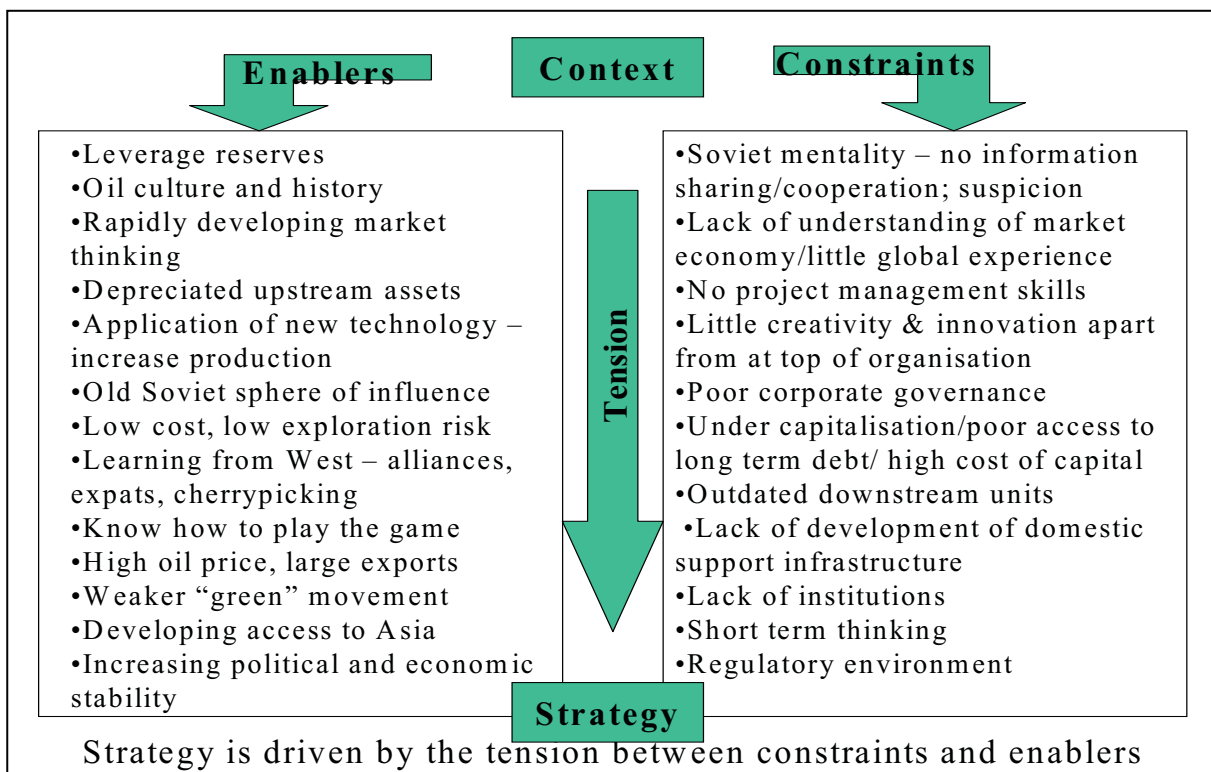 Enablers
Context
Constraints
•Leverage reserves
•Oil culture and history
•Rapidly developing market
thinking
•Depreciated upstream assets
•Application of new technology –
increase production
•Old Soviet sphere of influence
•Low cost, low exploration risk
•Learning from West – alliances,
expats, cherrypicking
•Know how to play the game
•High oil price, large exports
•Weaker “green” movement
•Developing access to Asia
•Increasing political and economic
stability
Tension
•Soviet mentality – no information
sharing/cooperation; suspicion
•Lack of understanding of market
economy/little global experience
•No project management skills
•Little creativity & innovation apart
from at top of organisation
•Poor corporate governance
•Under capitalisation/poor access to
long term debt/ high cost of capital
•Outdated downstream units
•Lack of development of domestic
support infrastructure
•Lack of institutions
•Short term thinking
•Regulatory environment
Strategy
Strategy is driven by the tension between constraints and enablers